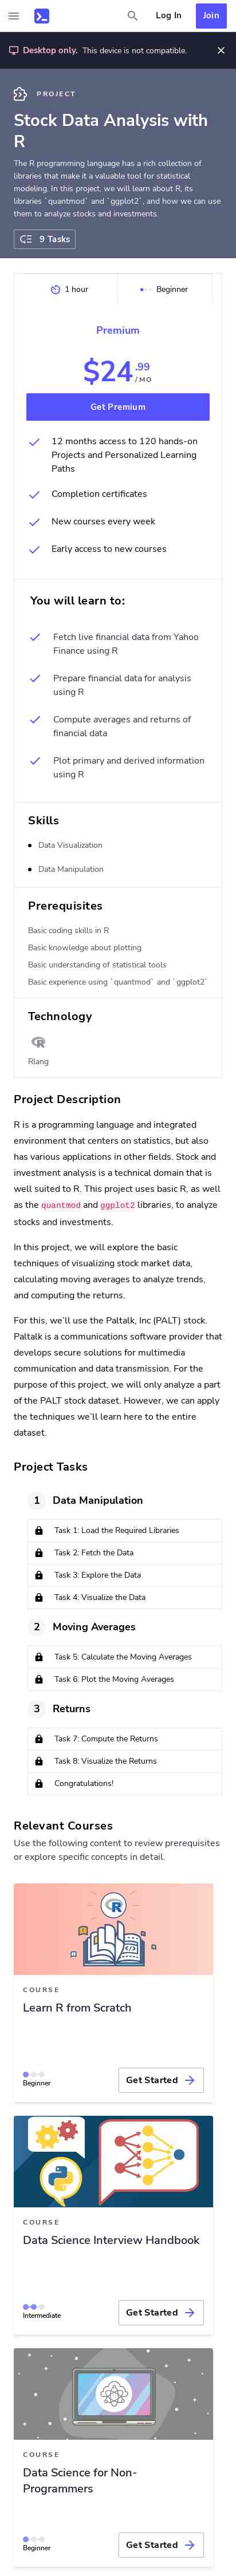 Log In
Join
Desktop only. This device is not compatible.
PROJECT
Stock Data Analysis with
R
The R programming language has a rich collection of
libraries that make it a valuable tool for statistical
modeling. In this project, we will learn about R, its
libraries `quantmod` and `ggplot2`, and how we can use
them to analyze stocks and investments.
9 Tasks
1 hour
Beginner
Premium
$24.99
/ MO
Get Premium
12 months access to 120 hands-on
Projects and Personalized Learning
Paths
Completion certificates
New courses every week
Early access to new courses
You will learn to:
Fetch live financial data from Yahoo
Finance using R
Prepare financial data for analysis
using R
Compute averages and returns of
financial data
Plot primary and derived information
using R
Skills
Data Visualization
Data Manipulation
Prerequisites
Basic coding skills in R
Basic knowledge about plotting
Basic understanding of statistical tools
Basic experience using `quantmod` and `ggplot2`
Technology
R
Rlang
Project Description
R is a programming language and integrated
environment that centers on statistics, but also
has various applications in other fields. Stock and
investment analysis is a technical domain that is
well suited to R. This project uses basic R, as well
as the quantmod and ggplot2 libraries, to analyze
stocks and investments.
In this project, we will explore the basic
techniques of visualizing stock market data,
calculating moving averages to analyze trends,
and computing the returns.
For this, we’ll use the Paltalk, Inc (PALT) stock.
Paltalk is a communications software provider that
develops secure solutions for multimedia
communication and data transmission. For the
purpose of this project, we will only analyze a part
of the PALT stock dataset. However, we can apply
the techniques we’ll learn here to the entire
dataset.
Project Tasks
1 Data Manipulation
Task 1: Load the Required Libraries
Task 2: Fetch the Data
Task 3: Explore the Data
Task 4: Visualize the Data
2 Moving Averages
Task 5: Calculate the Moving Averages
Task 6: Plot the Moving Averages
3 Returns
Task 7: Compute the Returns
Task 8: Visualize the Returns
Congratulations!
Relevant Courses
Use the following content to review prerequisites
or explore specific concepts in detail.
R
COURSE
Learn R from Scratch
Beginner
Get Started
COURSE
Data Science Interview Handbook
Intermediate
Get Started
COURSE
Data Science for Non-
Programmers
Beginner
Get Started